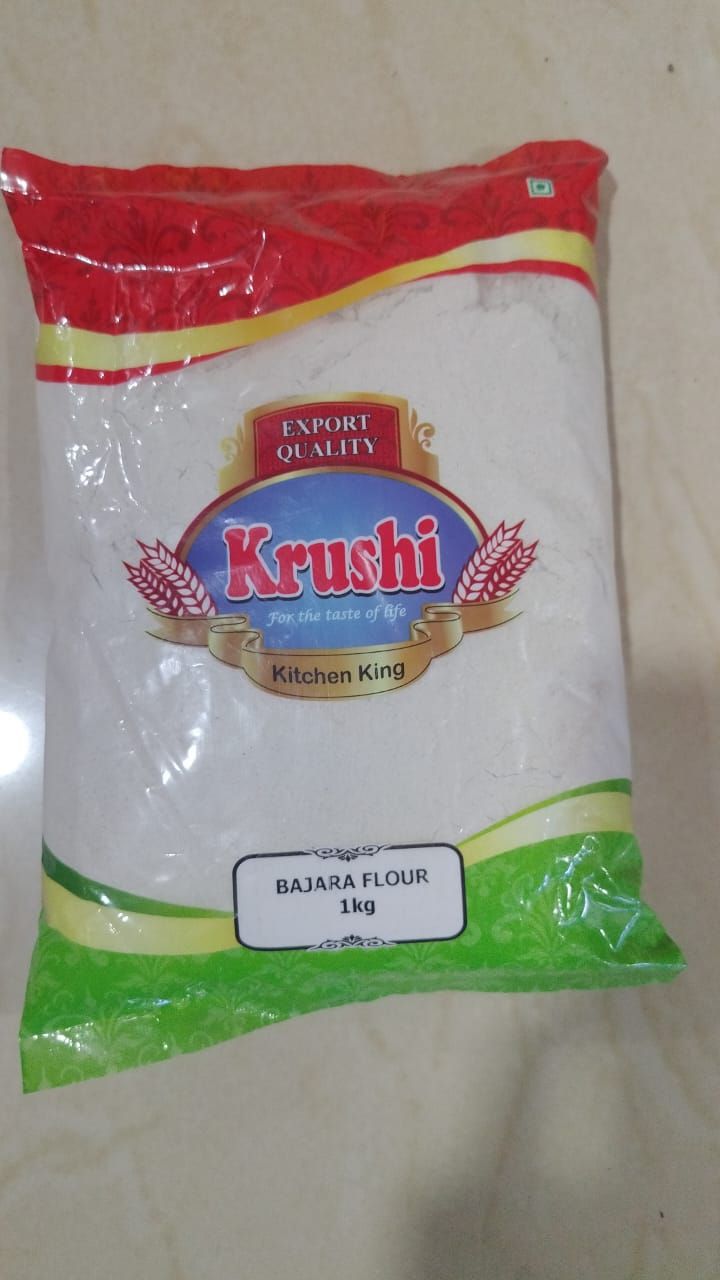 EXPORT
QUALITY
Krushi
For the taste of life
Kitchen King
BAJARA FLOUR
1kg